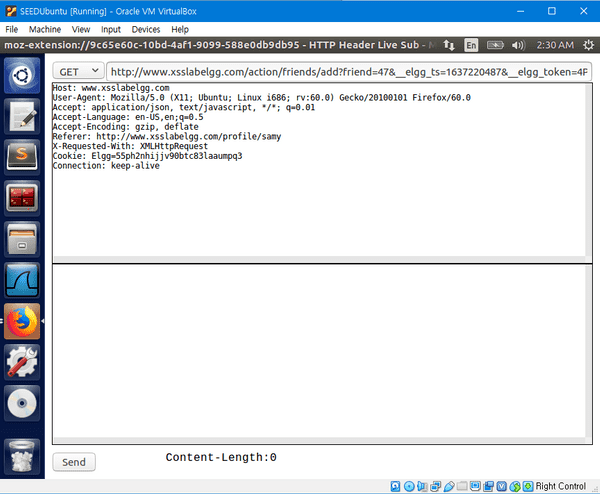 SEEDUbuntu [Running] - Oracle VM VirtualBox
File Machine View Input Devices Help
moz-extension://9c65e60c-10bd-4af1-9099-588e0db9db95 - HTTP Header Live Sub - M En 2:30 AM
GET http://www.xsslabelgg.com/action/friends/add?friend=47&__elgg_ts=1637220487&__elgg_token=4F
Host: www.xsslabelgg.com
User-Agent: Mozilla/5.0 (X11; Ubuntu; Linux i686; rv:60.0) Gecko/20100101 Firefox/60.0
Accept: application/json, text/javascript, */*; q=0.01
Accept-Language: en-US,en;q=0.5
Accept-Encoding: gzip, deflate
Referer: http://www.xsslabelgg.com/profile/samy
X-Requested-With: XMLHttpRequest
Cookie: Elgg=55ph2nhijjv90btc83laaumpq3
Connection: keep-alive
Send Content-Length:0
Right Control